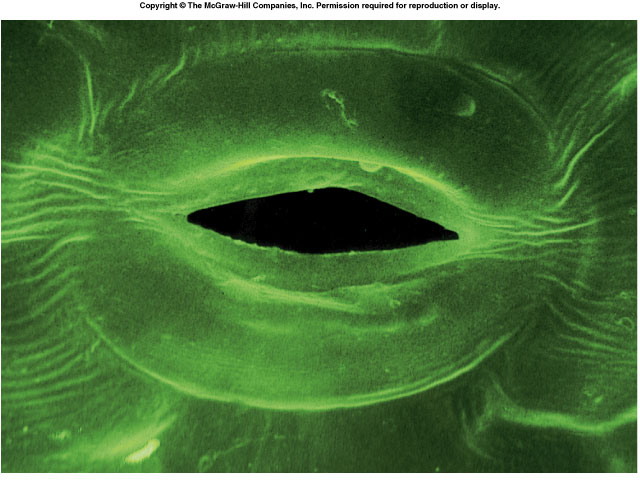 Copyright © The McGraw-Hill Companies, Inc. Permission required for reproduction or display.